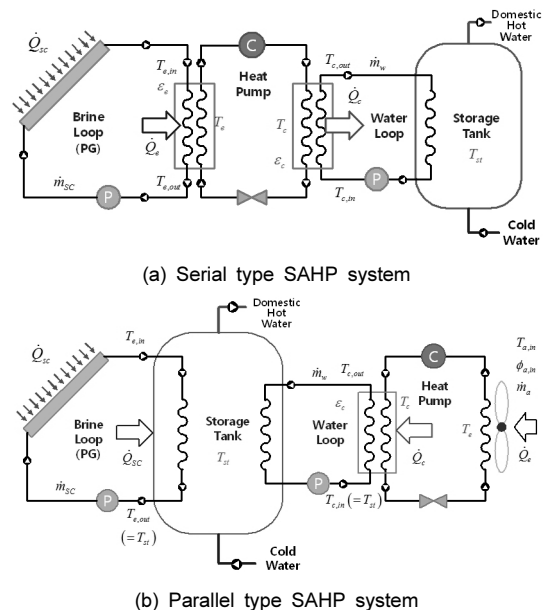 Q̇sc
Te,in
εe
Brine
Loop
(PG)
Q̇e
Te
ṁSC
P
Te,out
C
Heat
Pump
Tc,out
ṁw
Q̇c
Tc
εc
Water
Loop
P
Tc,in
Storage
Tank
Tst
Domestic
Hot
Water
Cold
Water
(a) Serial type SAHP system
Q̇sc
Te,in
Brine
Loop
(PG)
Q̇SC
ṁSC
P
Te,out
(=Tst)
Domestic
Hot Water
Storage
Tank
Tst
Cold
Water
ṁw
Tc,out
εc
Tc
Water
Loop
Q̇c
P
Tc,in(=Tst)
C
Heat
Pump
Te
Ta,in
ϕa,in
ṁa
Q̇e
(b) Parallel type SAHP system